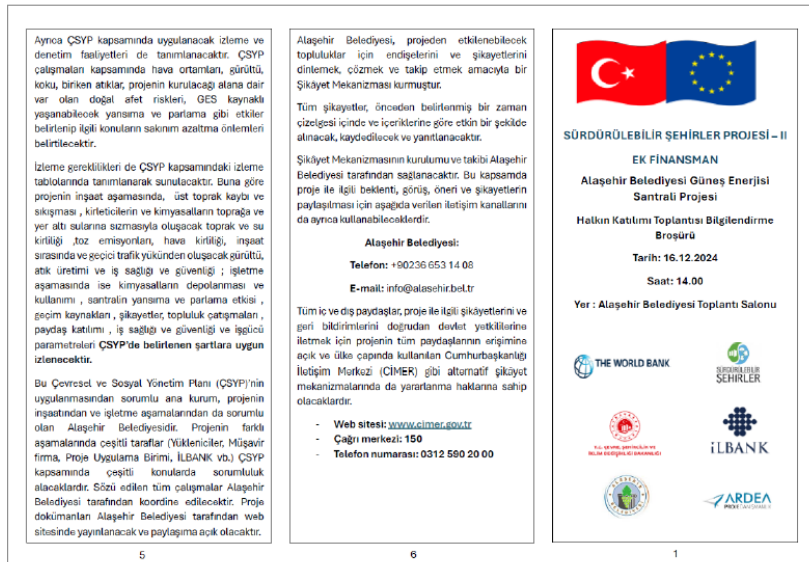 Ayrıca ÇSYP kapsamında uygulanacak izleme ve
denetim faaliyetleri de tanımlanacaktır. ÇSYP
çalışmaları kapsamında hava ortamları, gürültü,
koku, biriken atıklar, projenin kurulacağı alana dair
var olan doğal afet riskleri, GES kaynaklı
yaşanabilecek yansıma ve parlama gibi etkiler
belirlenip ilgili konuların sakınım azaltma önlemleri
belirtilecektir.
İzleme gereklilikleri de ÇSYP kapsamındaki izleme
tablolarında tanımlanarak sunulacaktır. Buna göre
projenin inşaat aşamasında, üst toprak kaybı ve
sıkışması , kirleticilerin ve kimyasalların toprağa ve
yer altı sularına sızmasıyla oluşacak toprak ve su
kirliliği ,toz emisyonları, hava kirliliği, inşaat
sırasında ve geçici trafik yükünden oluşacak gürültü,
atık üretimi ve iş sağlığı ve güvenliği ; işletme
aşamasında ise kimyasalların depolanması ve
kullanımı , santralin yansıma ve parlama etkisi ,
geçim kaynakları , şikayetler, topluluk çatışmaları ,
paydaş katılımı , iş sağlığı ve güvenliği ve işgücü
parametreleri ÇSYP'de belirlenen şartlara uygun
izlenecektir.
Bu Çevresel ve Sosyal Yönetim Planı (ÇSYP)'nin
uygulanmasından sorumlu ana kurum, projenin
inşaatından ve işletme aşamalarından da sorumlu
olan Alaşehir Belediyesidir. Projenin farklı
aşamalarında çeşitli taraflar (Yükleniciler, Müşavir
firma, Proje Uygulama Birimi, İLBANK vb.) ÇSYP
kapsamında çeşitli konularda sorumluluk
alacaklardır. Sözü edilen tüm çalışmalar Alaşehir
Belediyesi tarafından koordine edilecektir. Proje
dokümanları Alaşehir Belediyesi tarafından web
sitesinde yayınlanacak ve paylaşıma açık olacaktır.
5
Alaşehir Belediyesi, projeden etkilenebilecek
topluluklar için endişelerini ve şikayetlerini
dinlemek, çözmek ve takip etmek amacıyla bir
Şikâyet Mekanizması kurmuştur.
Tüm şikayetler, önceden belirlenmiş bir zaman
çizelgesi içinde ve içeriklerine göre etkin bir şekilde
alınacak, kaydedilecek ve yanıtlanacaktır.
Şikâyet Mekanizmasının kurulumu ve takibi Alaşehir
Belediyesi tarafından sağlanacaktır. Bu kapsamda
proje ile ilgili beklenti, görüş, öneri ve şikayetlerin
paylaşılması için aşağıda verilen iletişim kanallarını
da ayrıca kullanabileceklerdir.
Alaşehir Belediyesi:
Telefon: +90236 653 14 08
E-mail: info@alasehir.bel.tr
Tüm iç ve dış paydaşlar, proje ile ilgili şikâyetlerini ve
geri bildirimlerini doğrudan devlet yetkililerine
iletmek için projenin tüm paydaşlarının erişimine
açık ve ülke çapında kullanılan Cumhurbaşkanlığı
İletişim Merkezi (CİMER) gibi alternatif şikâyet
mekanizmalarında da yararlanma haklarına sahip
olacaklardır.
- Web sitesi: www.cimer.gov.tr
- Çağrı merkezi: 150
- Telefon numarası: 0312 590 20 00
6
SÜRDÜRÜLEBİLİR ŞEHİRLER PROJESİ – II
EK FİNANSMAN
Alaşehir Belediyesi Güneş Enerjisi
Santrali Projesi
Halkın Katılımı Toplantısı Bilgilendirme
Broşürü
Tarih: 16.12.2024
Saat: 14.00
Yer : Alaşehir Belediyesi Toplantı Salonu
THE WORLD BANK
SÜRDÜRÜLEBİLİR
ŞEHİRLER
T.C. ÇEVRE, ŞEHİRCİLİK VE
İKLİM DEĞİŞİKLİĞİ BAKANLIĞI
iLBANK
ARDEA
1